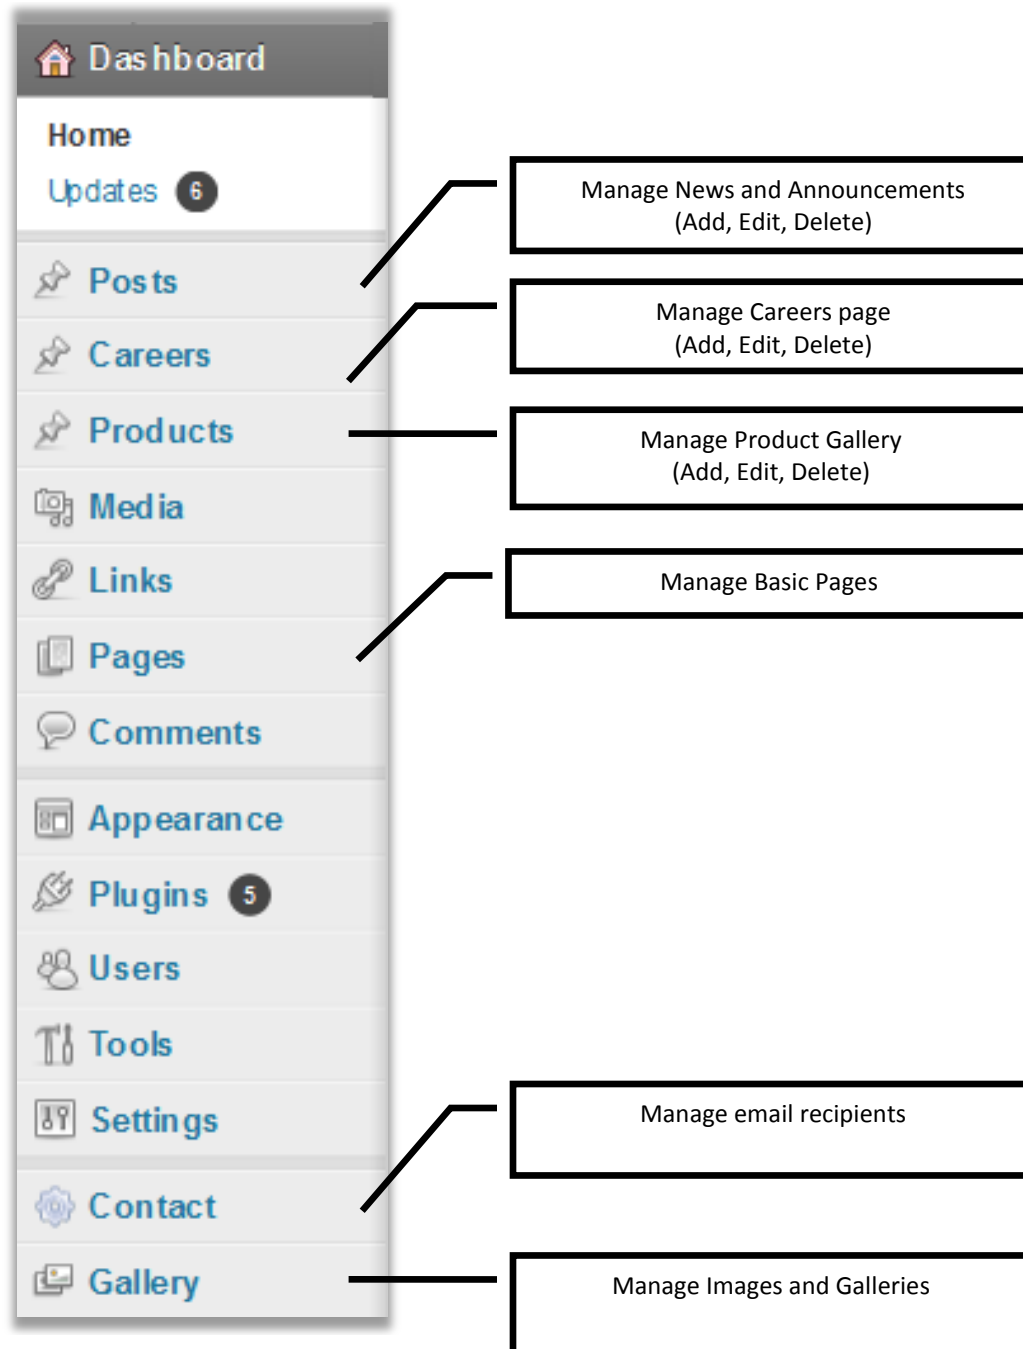 Dashboard
Home
Updates 6
Posts
Careers
Products
Media
Links
Pages
Comments
Appearance
Plugins 5
Users
Tools
Settings
Contact
Gallery
Manage News and Announcements
(Add, Edit, Delete)
Manage Careers page
(Add, Edit, Delete)
Manage Product Gallery
(Add, Edit, Delete)
Manage Basic Pages
Manage email recipients
Manage Images and Galleries